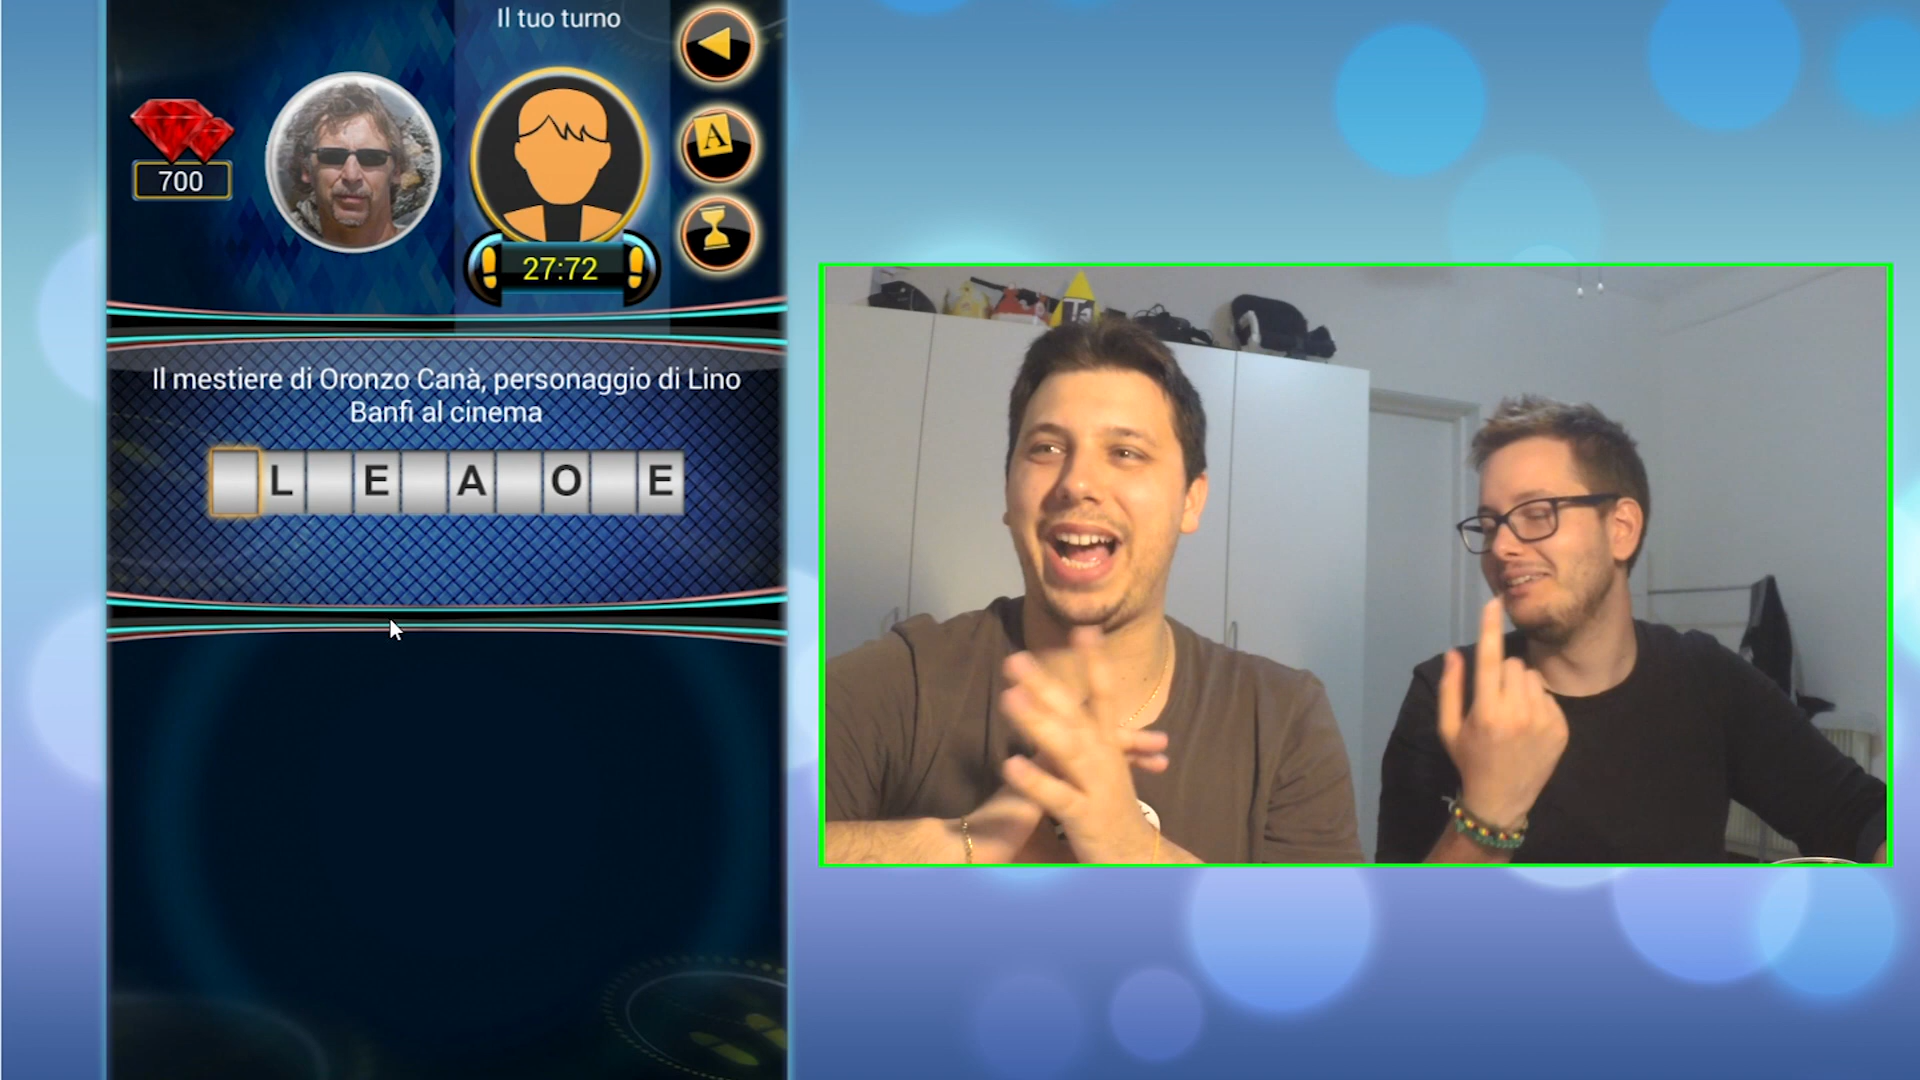 Il tuo turno
A
700
27:72
Il mestiere di Oronzo Canà, personaggio di Lino
Banfi al cinema
L E A O E